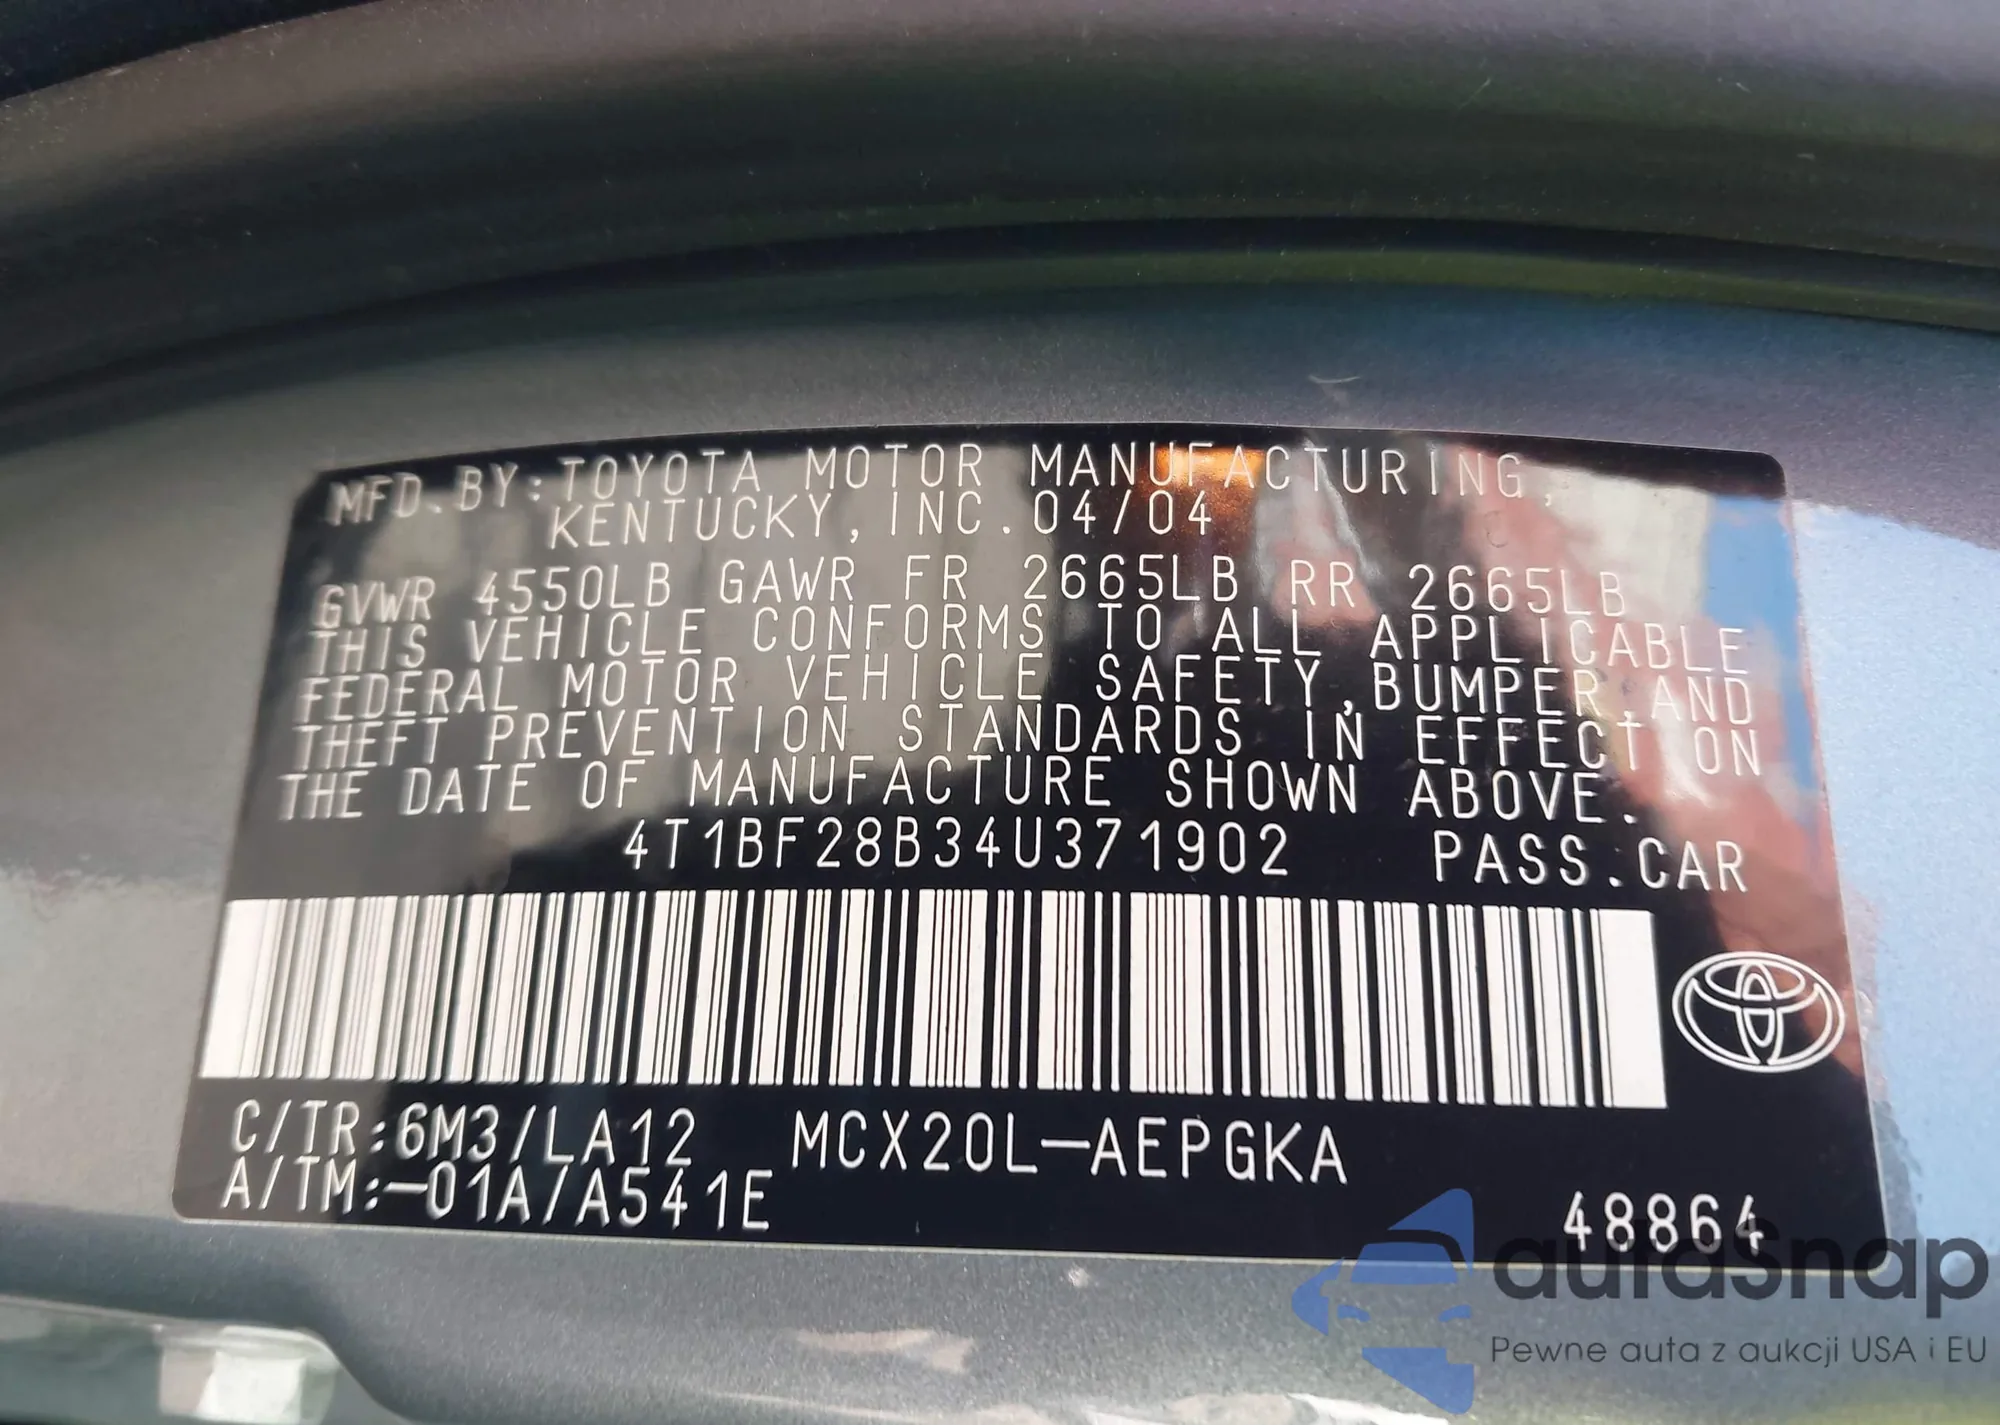 MFD.BY:TOYOTA MOTOR MANUFACTURING,
KENTUCKY,INC.04/04
GVWR 4550LB GAWR FR 2665LB RR 2665LB
THIS VEHICLE CONFORMS TO ALL APPLICABLE
FEDERAL MOTOR VEHICLE SAFETY,BUMPER,AND
THEFT PREVENTION STANDARDS IN EFFECT ON
THE DATE OF MANUFACTURE SHOWN ABOVE.
4T1BF28B34U371902 PASS.CAR
C/TR:6M3/LA12 MCX20L-AEPGKA
A/TM:-01A/A541E
48864
autaSnap
Pewne auta z aukcji USA i EU